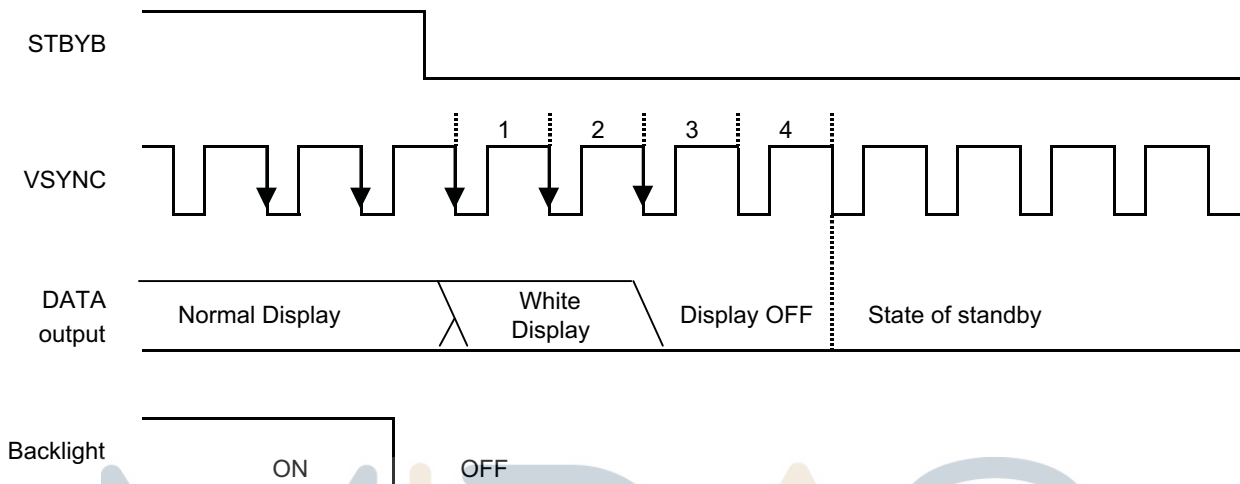 STBYB
1 2 3 4
VSYNC
DATA
output
Normal Display
White
Display
Display OFF
State of standby
Backlight
ON
OFF